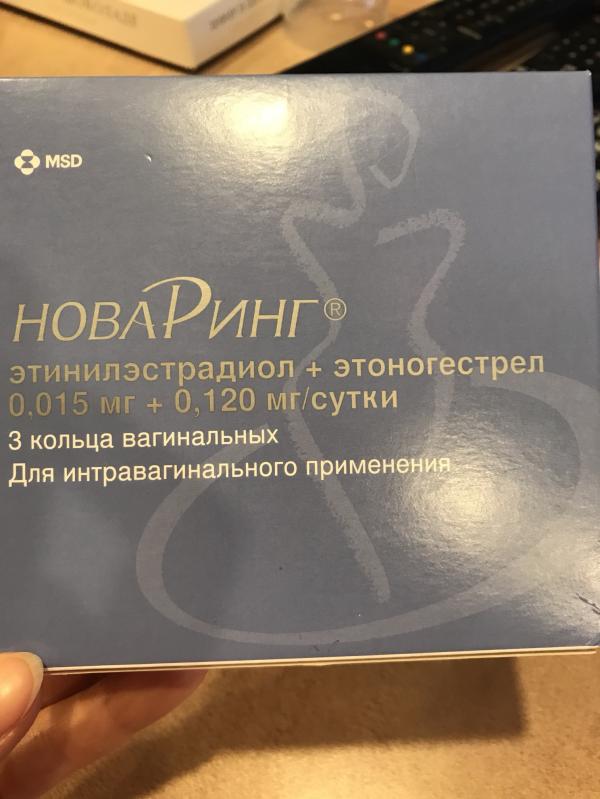 MSD
НОВАРИНГ®
этинилэстрадиол + этоногестрел
0,015 мг + 0,120 мг/сутки
3 кольца вагинальных
Для интравагинального применения